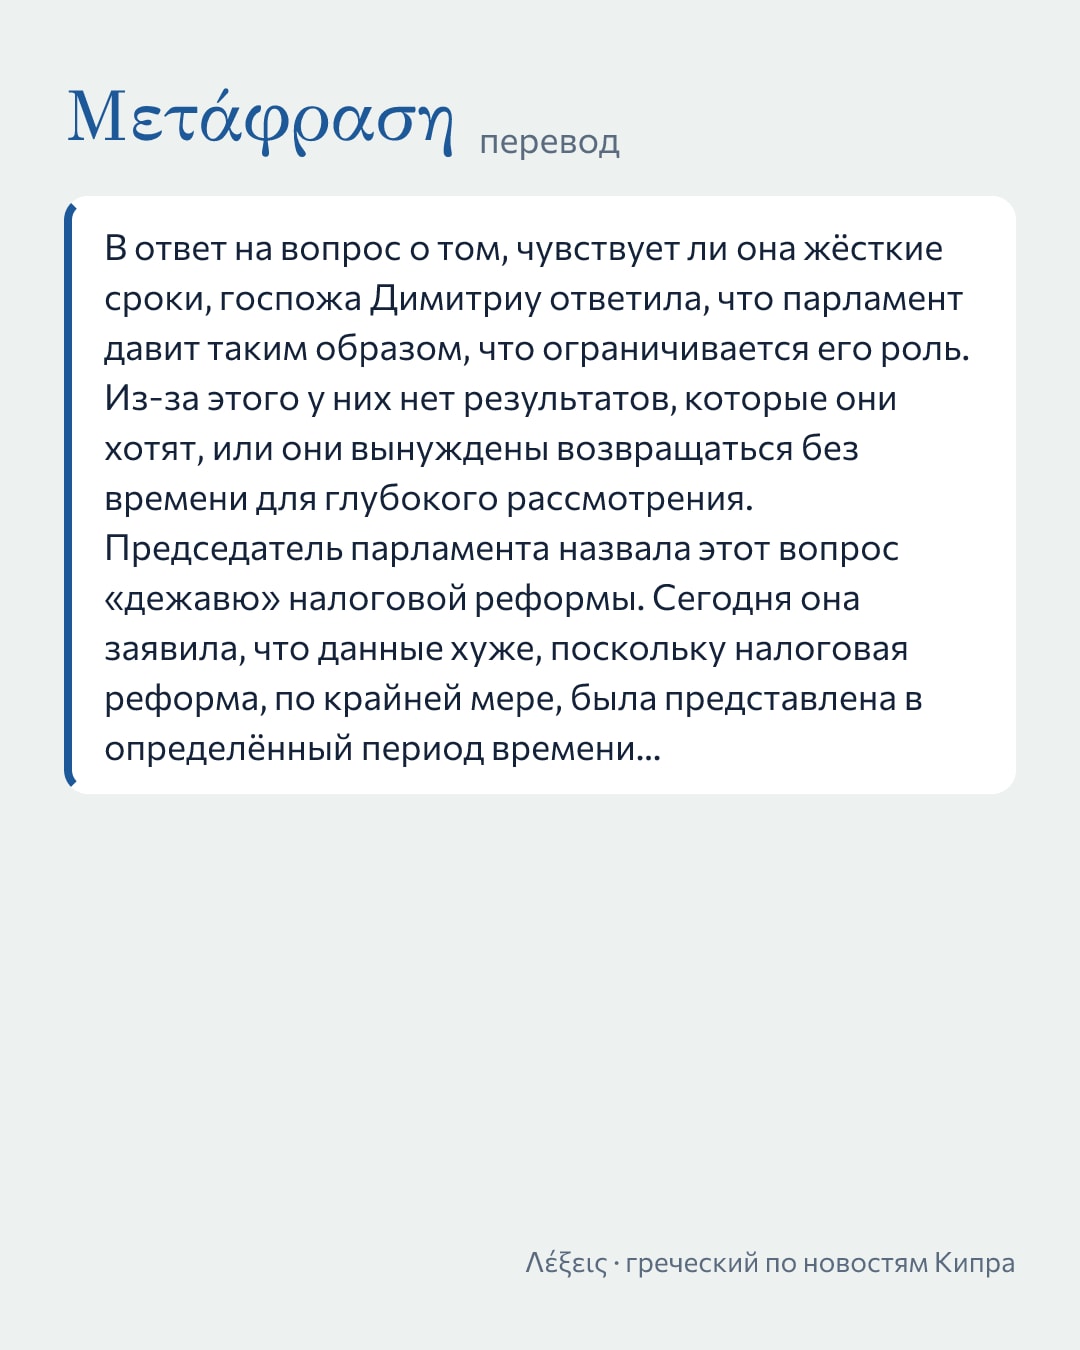 Μετάφραση перевод
В ответ на вопрос о том, чувствует ли она жёсткие
сроки, госпожа Димитриу ответила, что парламент
давит таким образом, что ограничивается его роль.
Из-за этого у них нет результатов, которые они
хотят, или они вынуждены возвращаться без
времени для глубокого рассмотрения.
Председатель парламента назвала этот вопрос
«дежавю» налоговой реформы. Сегодня она
заявила, что данные хуже, поскольку налоговая
реформа, по крайней мере, была представлена в
определённый период времени...
Λέξεις · греческий по новостям Кипра